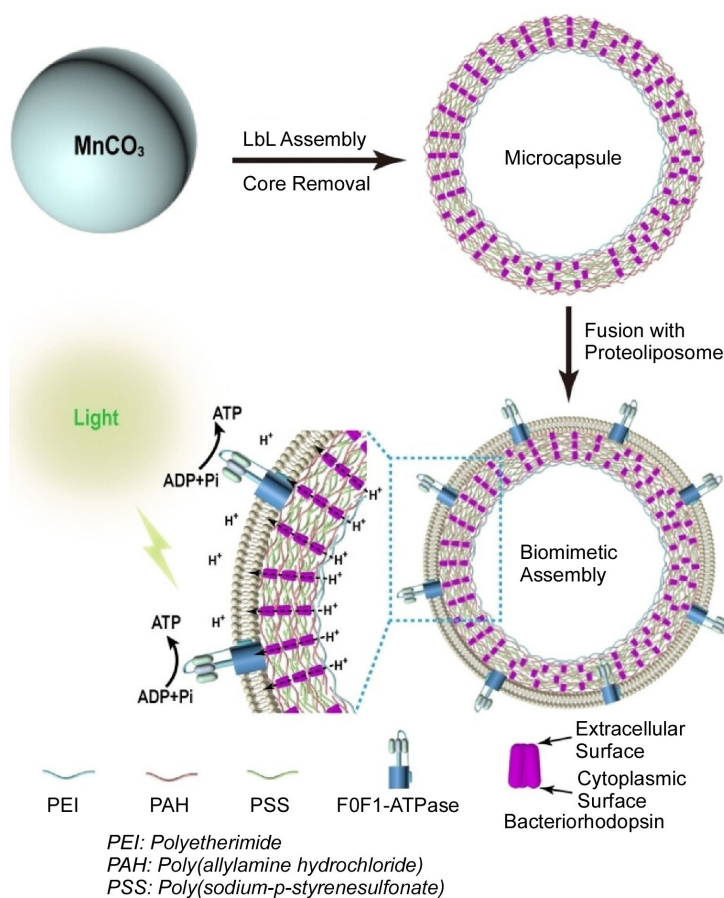 MnCO₃
LbL Assembly
Core Removal
Microcapsule
Fusion with
Proteoliposome
Light
ATP
ADP+Pi
H⁺
H⁺
H⁺
H⁺
H⁺
H⁺
H⁺
H⁺
H⁺
H⁺
H⁺
ATP
ADP+Pi
Biomimetic
Assembly
PEI
PAH
PSS
F0F1-ATPase
Extracellular
Surface
Cytoplasmic
Surface
Bacteriorhodopsin
PEI: Polyetherimide
PAH: Poly(allylamine hydrochloride)
PSS: Poly(sodium-p-styrenesulfonate)